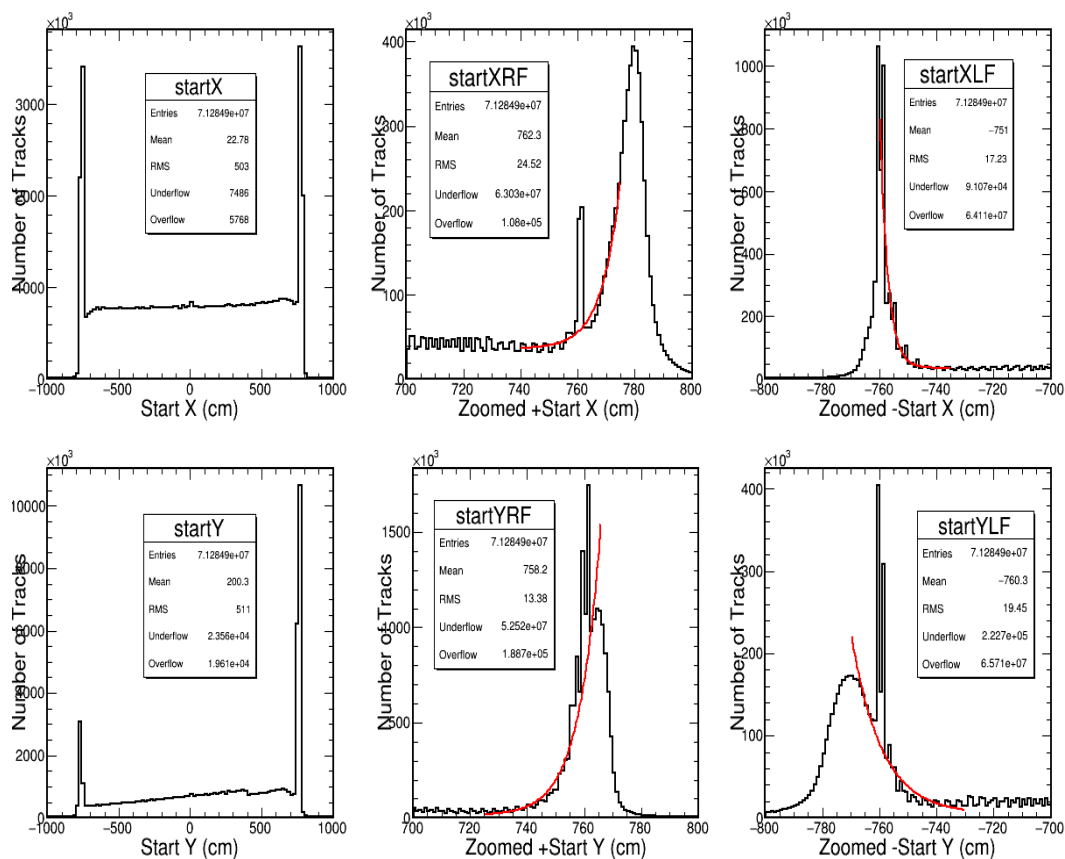 ×10³
Number of Tracks
3000
2000
1000
0
startX
Entries 7.12849e+07
Mean 22.78
RMS 503
Underflow 7486
Overflow 5768
−1000 −500 0 500 1000
Start X (cm)
×10³
Number of Tracks
400
300
200
100
0
startXRF
Entries 7.12849e+07
Mean 762.3
RMS 24.52
Underflow 6.303e+07
Overflow 1.08e+05
700 720 740 760 780 800
Zoomed +Start X (cm)
×10³
Number of Tracks
1000
800
600
400
200
0
startXLF
Entries 7.12849e+07
Mean −751
RMS 17.23
Underflow 9.107e+04
Overflow 6.411e+07
−800 −780 −760 −740 −720 −700
Zoomed -Start X (cm)
×10³
Number of Tracks
10000
8000
6000
4000
2000
0
startY
Entries 7.12849e+07
Mean 200.3
RMS 511
Underflow 2.356e+04
Overflow 1.961e+04
−1000 −500 0 500 1000
Start Y (cm)
×10³
Number of Tracks
1500
1000
500
0
startYRF
Entries 7.12849e+07
Mean 758.2
RMS 13.38
Underflow 5.252e+07
Overflow 1.887e+05
700 720 740 760 780 800
Zoomed +Start Y (cm)
×10³
Number of Tracks
400
300
200
100
0
startYLF
Entries 7.12849e+07
Mean −760.3
RMS 19.45
Underflow 2.227e+05
Overflow 6.571e+07
−800 −780 −760 −740 −720 −700
Zoomed -Start Y (cm)